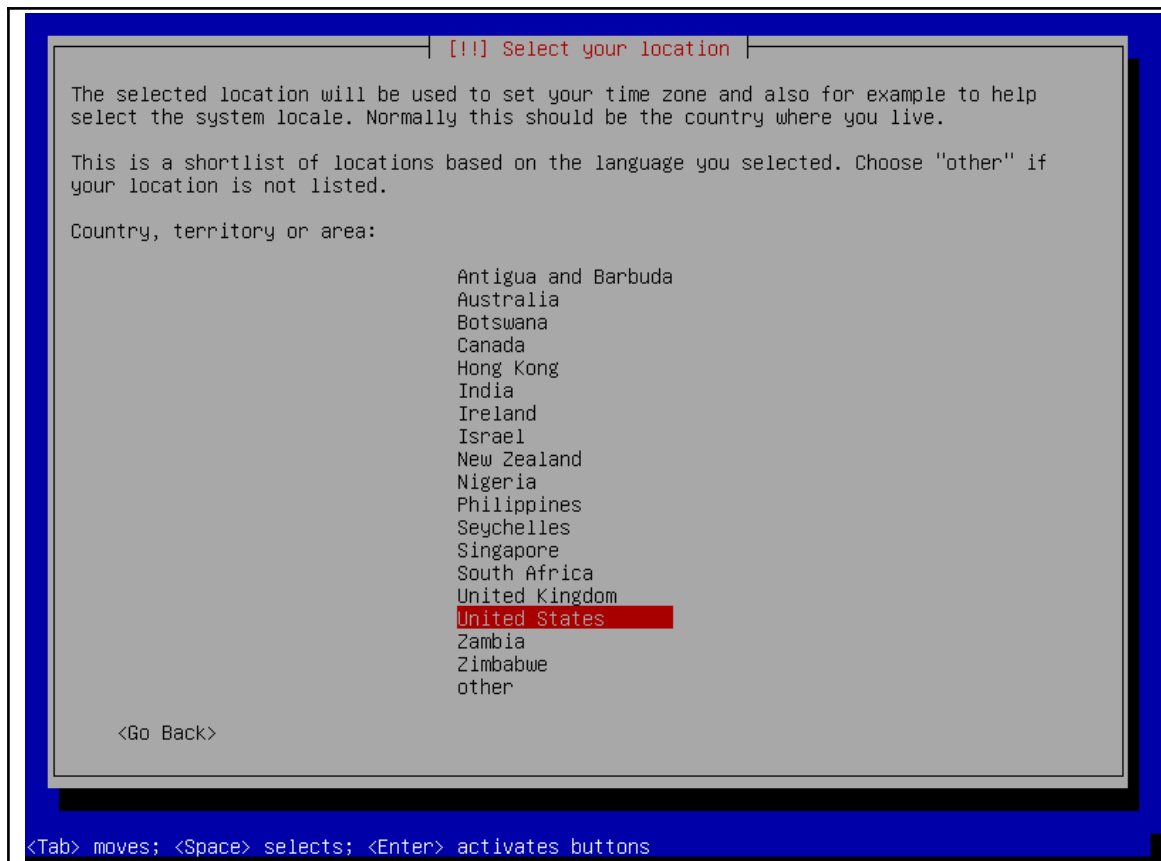 [!!] Select your location
The selected location will be used to set your time zone and also for example to help
select the system locale. Normally this should be the country where you live.
This is a shortlist of locations based on the language you selected. Choose "other" if
your location is not listed.
Country, territory or area:
Antigua and Barbuda
Australia
Botswana
Canada
Hong Kong
India
Ireland
Israel
New Zealand
Nigeria
Philippines
Seychelles
Singapore
South Africa
United Kingdom
United States
Zambia
Zimbabwe
other
<Go Back>
<Tab> moves; <Space> selects; <Enter> activates buttons